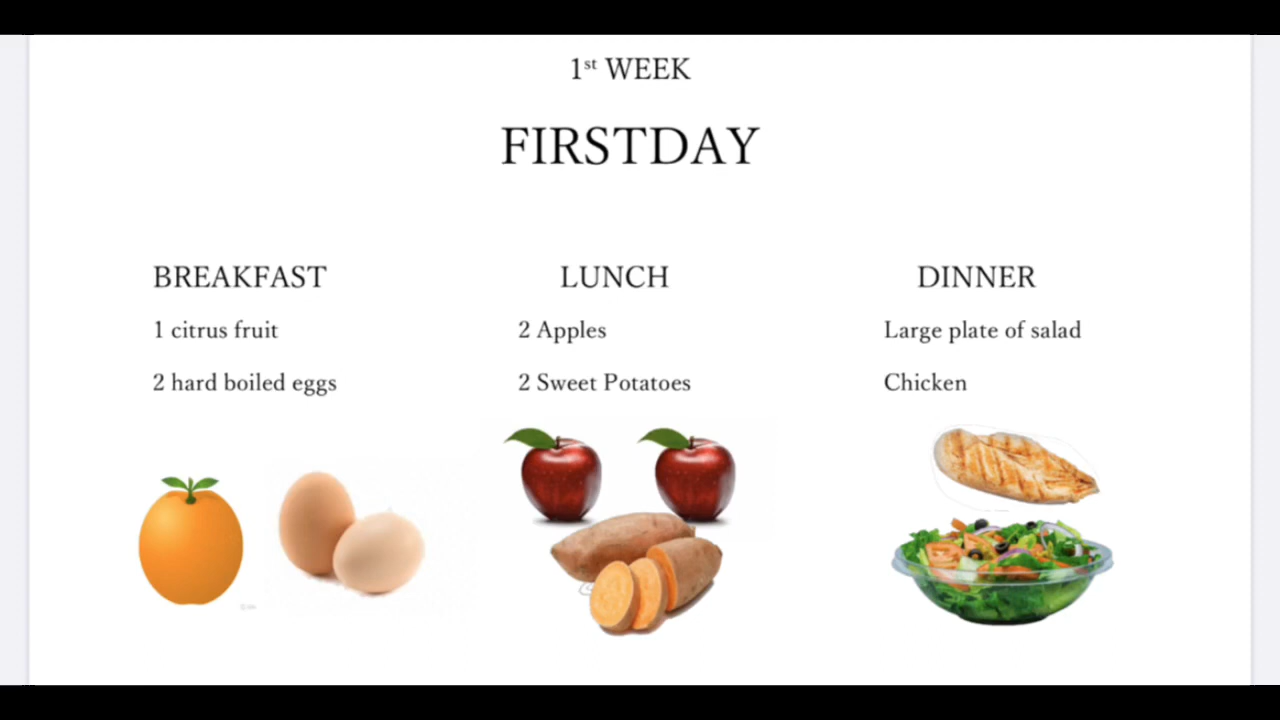 1st WEEK
FIRSTDAY
BREAKFAST
1 citrus fruit
2 hard boiled eggs
LUNCH
2 Apples
2 Sweet Potatoes
DINNER
Large plate of salad
Chicken